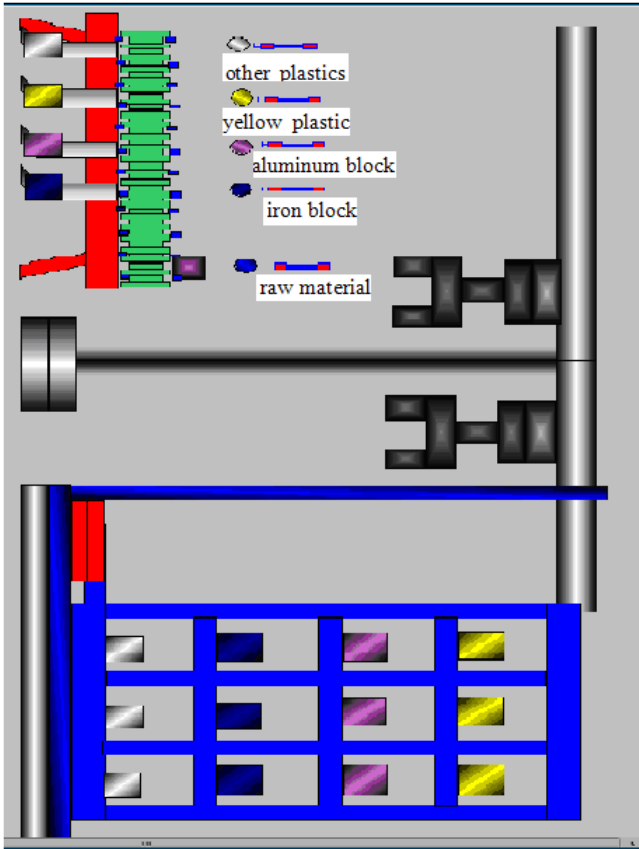 other plastics
yellow plastic
aluminum block
iron block
raw material